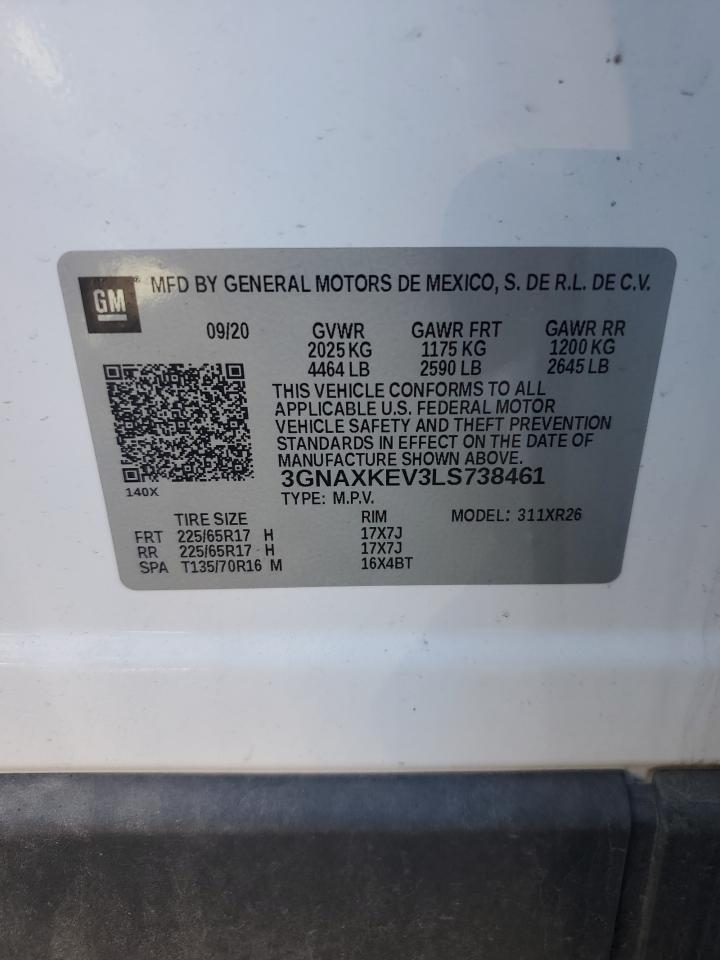 GM MFD BY GENERAL MOTORS DE MEXICO, S. DE R.L. DE C.V.
09/20 GVWR GAWR FRT GAWR RR
2025 KG 1175 KG 1200 KG
4464 LB 2590 LB 2645 LB
THIS VEHICLE CONFORMS TO ALL
APPLICABLE U.S. FEDERAL MOTOR
VEHICLE SAFETY AND THEFT PREVENTION
STANDARDS IN EFFECT ON THE DATE OF
MANUFACTURE SHOWN ABOVE.
3GNAXKEV3LS738461
140X TYPE: M.P.V.
TIRE SIZE RIM MODEL: 311XR26
FRT 225/65R17 H 17X7J
RR 225/65R17 H 17X7J
SPA T135/70R16 M 16X4BT